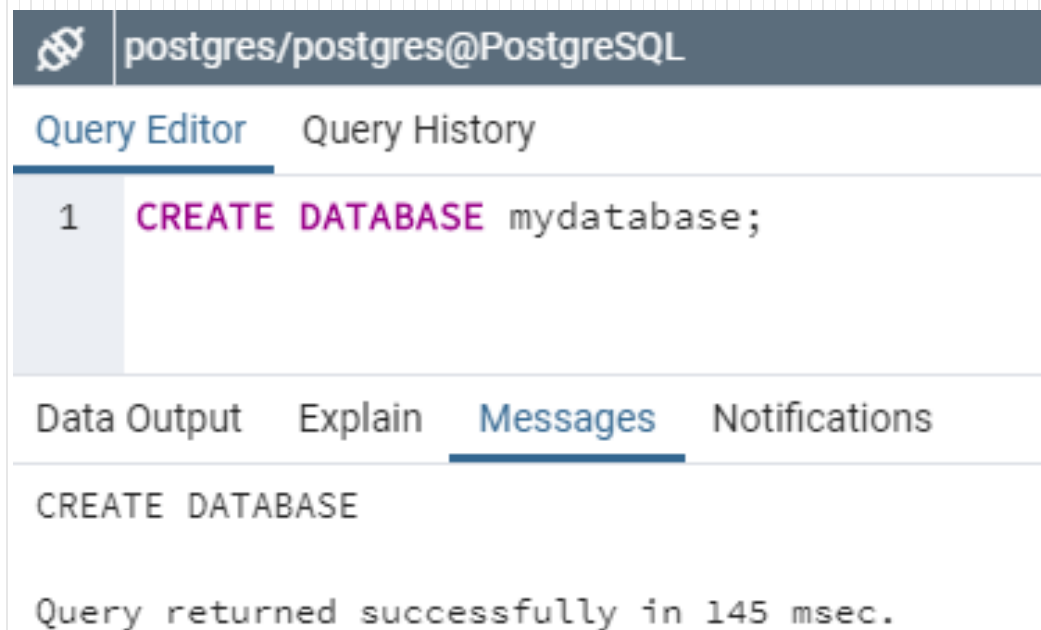 postgres/postgres@PostgreSQL
Query Editor Query History
1 CREATE DATABASE mydatabase;
Data Output Explain Messages Notifications
CREATE DATABASE
Query returned successfully in 145 msec.